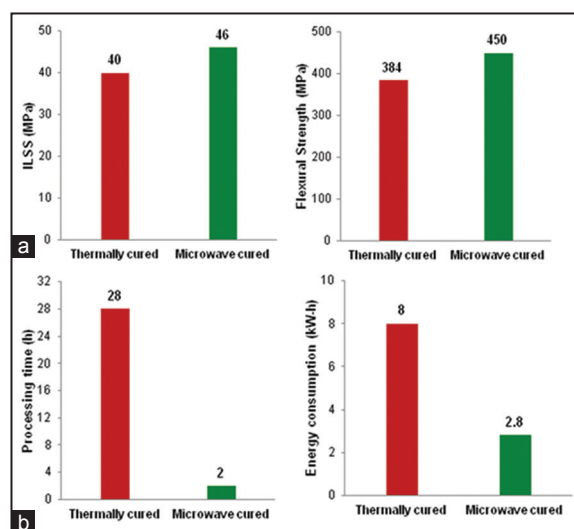 ILSS (MPa)
50
40
30
20
10
0
40
46
Thermally cured
Microwave cured
Flexural Strength (MPa)
500
400
300
200
100
0
384
450
Thermally cured
Microwave cured
a
Processing time (h)
32
28
24
20
16
12
8
4
0
28
2
Thermally cured
Microwave cured
Energy consumption (kW-h)
10
8
6
4
2
0
8
2.8
Thermally cured
Microwave cured
b